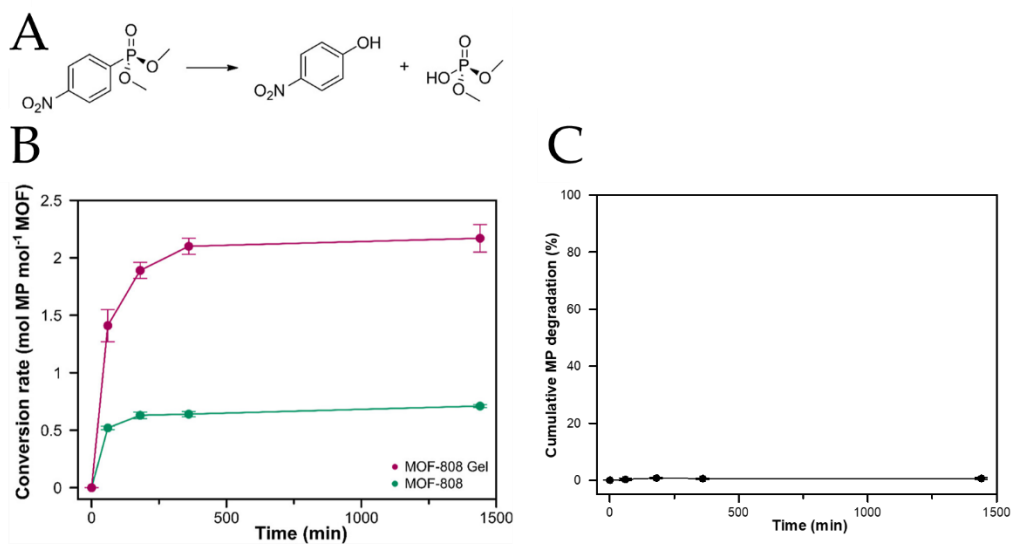 A
O
P
O
O
O₂N
OH
O₂N
+
O
P
HO
O
O
B
C
Conversion rate (mol MP mol⁻¹ MOF)
2.5
2
1.5
1
0.5
0
MOF-808 Gel
MOF-808
0
500
1000
1500
Time (min)
Cumulative MP degradation (%)
100
80
60
40
20
0
0
500
1000
1500
Time (min)